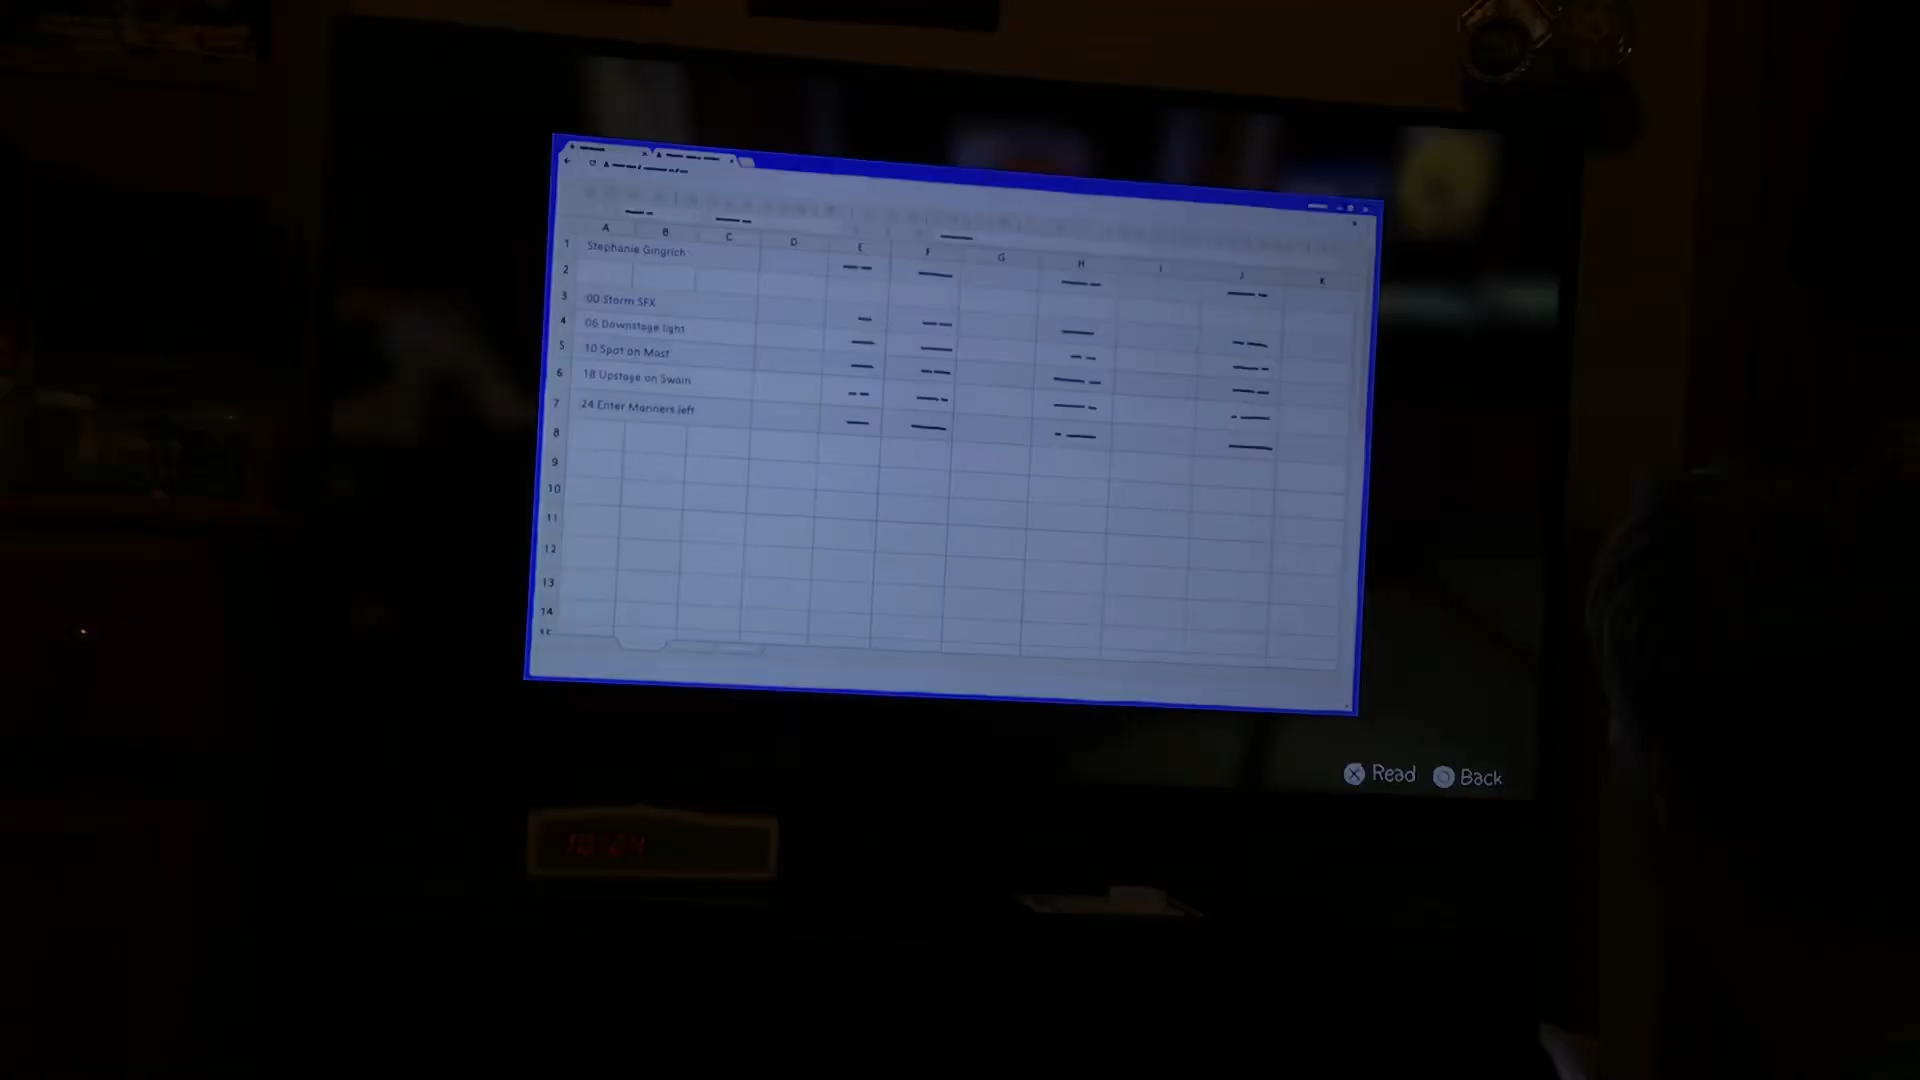 A B C D E F G H I J K
1 Stephanie Gingrich
2
3 00 Storm SFX
4 06 Downstage light
5 10 Spot on Mast
6 18 Upstage on Swain
7 24 Enter Manners left
8
9
10
11
12
13
14
15
Read Back